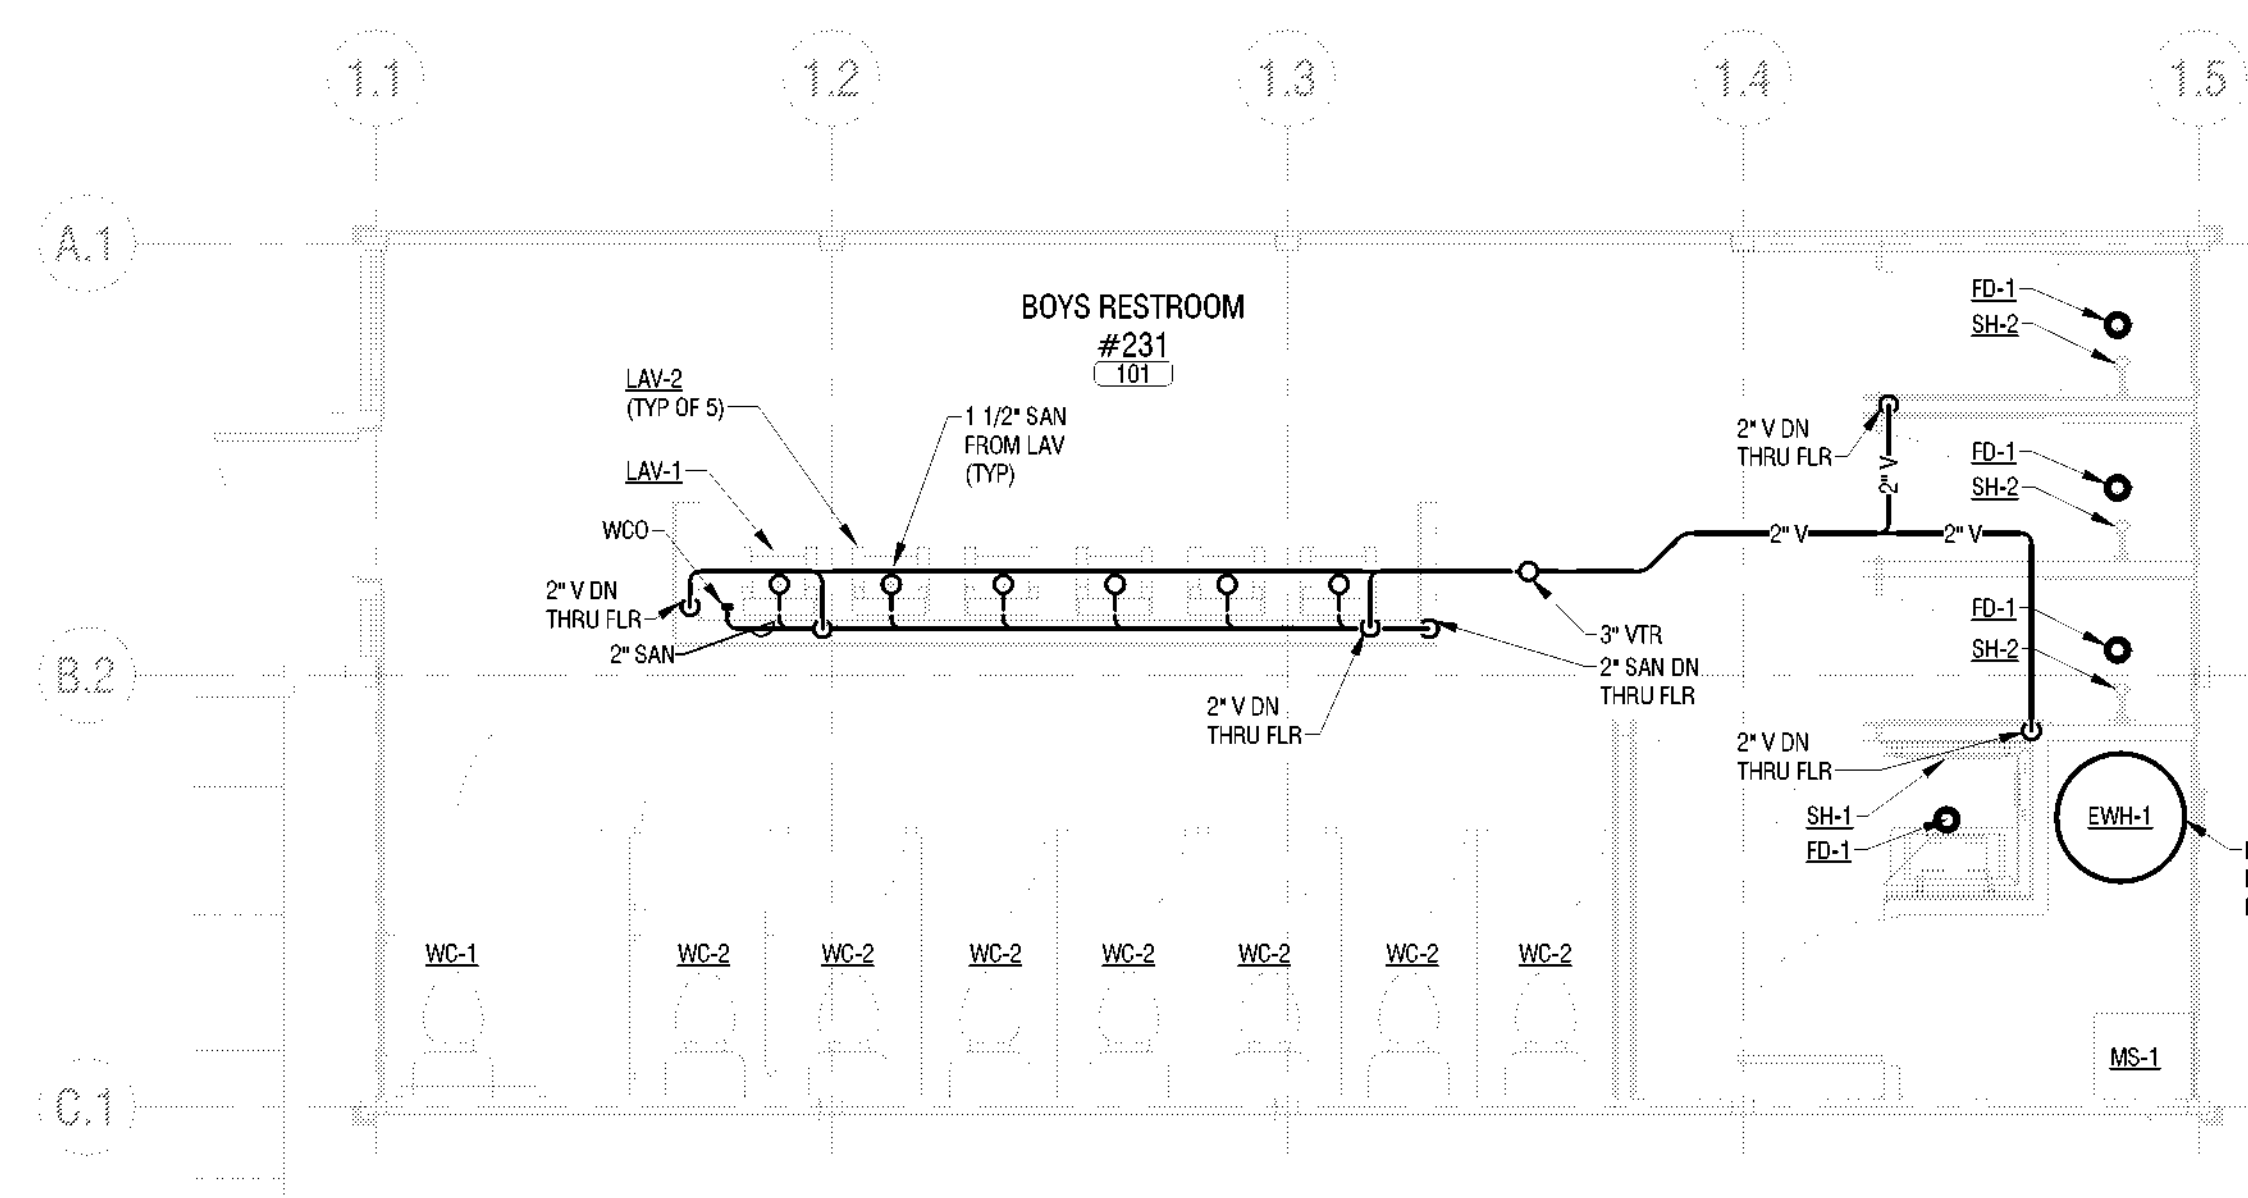 1.1
1.2
1.3
1.4
1.5
A.1
BOYS RESTROOM
#231
101
FD-1
SH-2
LAV-2
(TYP OF 5)
1 1/2" SAN
FROM LAV
(TYP)
2" V DN
THRU FLR
FD-1
SH-2
LAV-1
2" V
WCO
2" V
2" V
2" V DN
THRU FLR
2" SAN
3" VTR
FD-1
SH-2
2" SAN DN
THRU FLR
B.2
2" V DN
THRU FLR
2" V DN
THRU FLR
SH-1
FD-1
EWH-1
WC-1
WC-2
WC-2
WC-2
WC-2
WC-2
WC-2
WC-2
MS-1
C.1